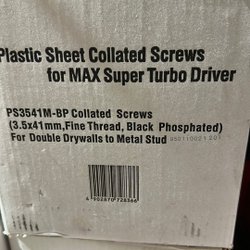 Plastic Sheet Collated Screws
for MAX Super Turbo Driver
PS3541M-BP Collated Screws
(3.5x41mm,Fine Thread, Black Phosphated)
For Double Drywalls to Metal Stud